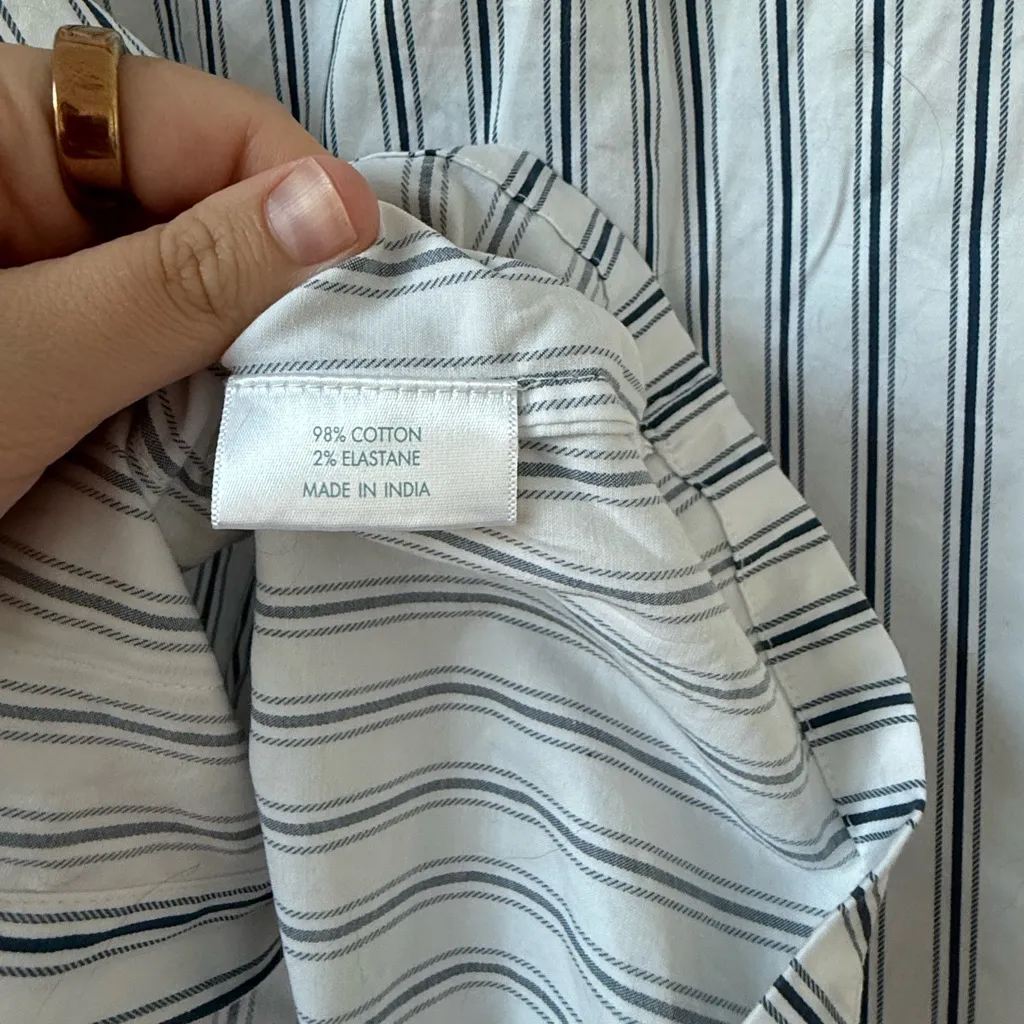 98% COTTON
2% ELASTANE
MADE IN INDIA